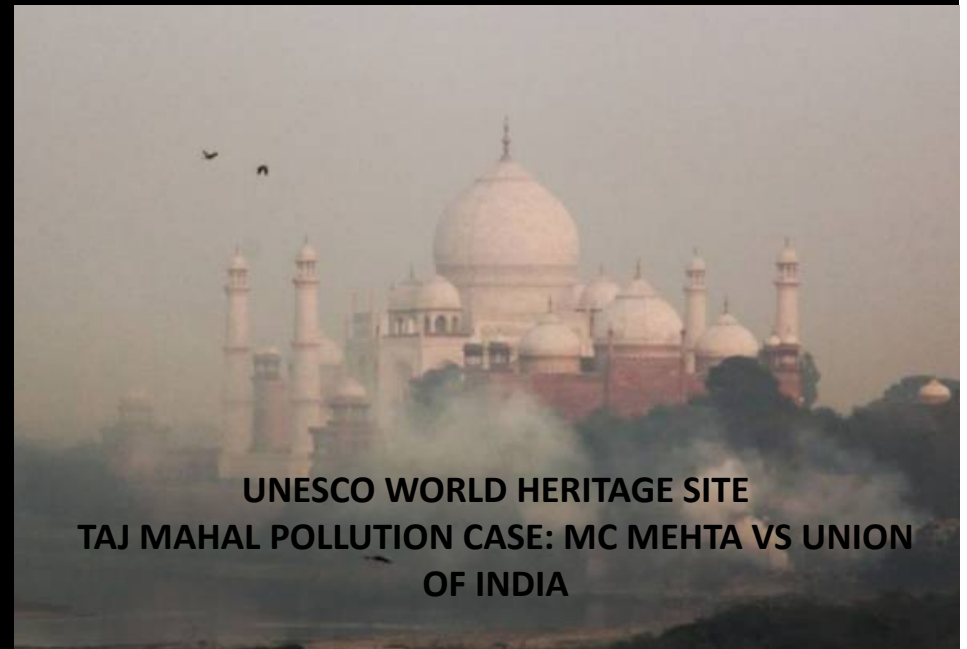 UNESCO WORLD HERITAGE SITE
TAJ MAHAL POLLUTION CASE: MC MEHTA VS UNION
OF INDIA